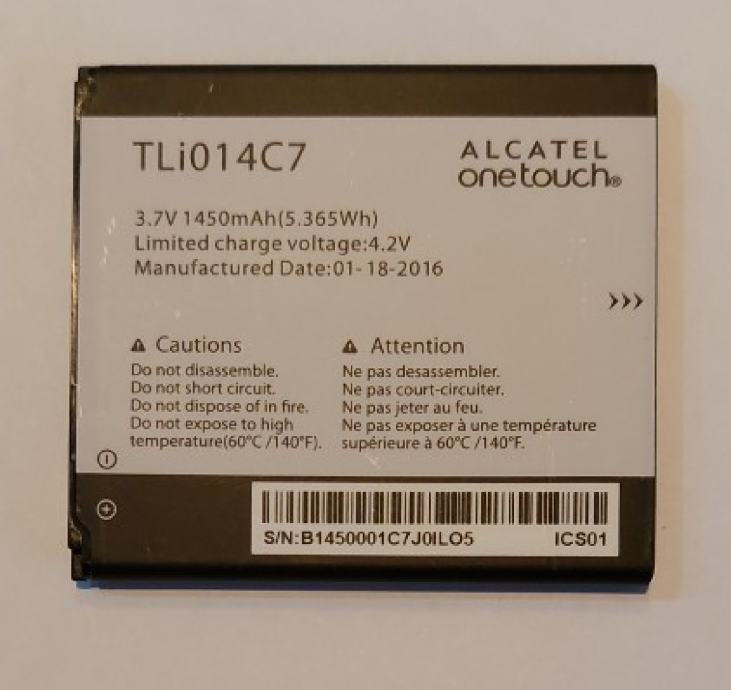 TLi014C7
ALCATEL
onetouch®
3.7V 1450mAh(5.365Wh)
Limited charge voltage:4.2V
Manufactured Date:01-18-2016
Cautions
Do not disassemble.
Do not short circuit.
Do not dispose of in fire.
Do not expose to high
temperature(60°C /140°F).
Attention
Ne pas desassembler.
Ne pas court-circuiter.
Ne pas jeter au feu.
Ne pas exposer à une température
supérieure à 60°C /140°F.
S/N:B1450001C7J0ILO5
ICS01